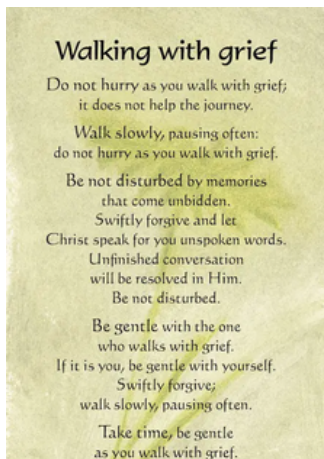 Walking with grief
Do not hurry as you walk with grief;
it does not help the journey.
Walk slowly, pausing often:
do not hurry as you walk with grief.
Be not disturbed by memories
that come unbidden.
Swiftly forgive and let
Christ speak for you unspoken words.
Unfinished conversation
will be resolved in Him.
Be not disturbed.
Be gentle with the one
who walks with grief.
If it is you, be gentle with yourself.
Swiftly forgive;
walk slowly, pausing often.
Take time, be gentle
as you walk with grief.